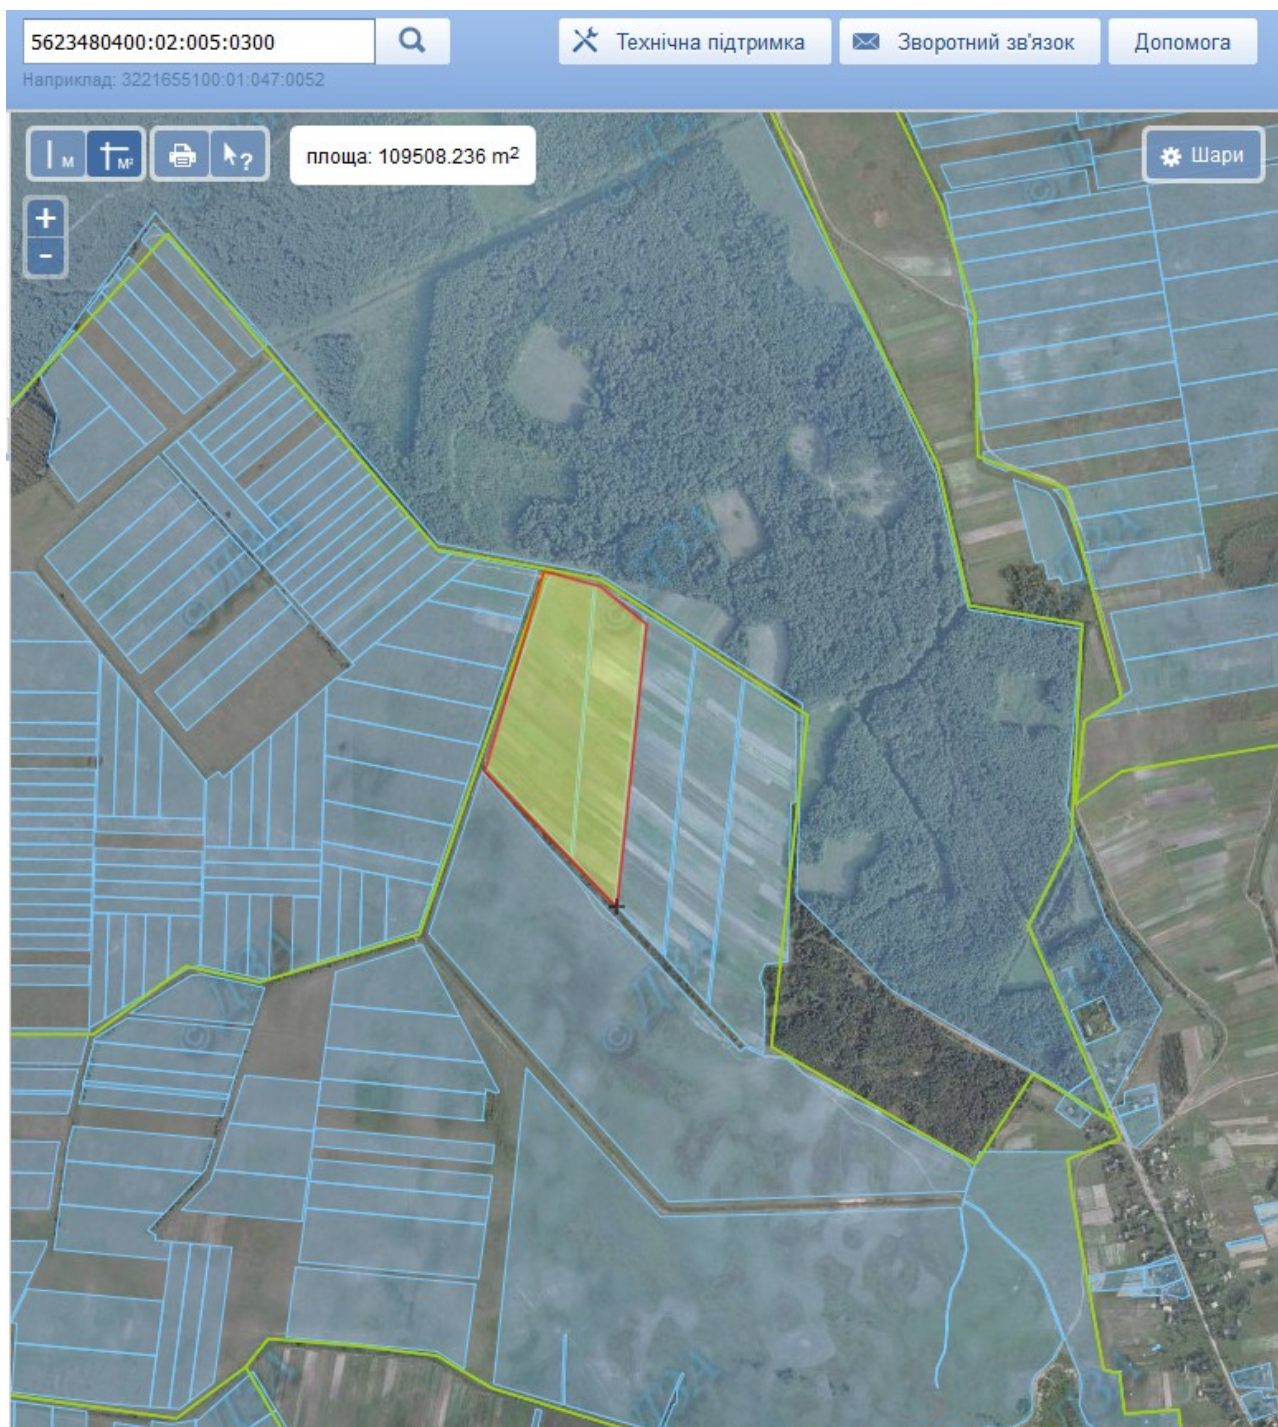 5623480400:02:005:0300
Технічна підтримка
Зворотний зв'язок
Допомога
Наприклад: 3221655100:01:047:0052
м
м²
?
площа: 109508.236 m²
Шари
+
-